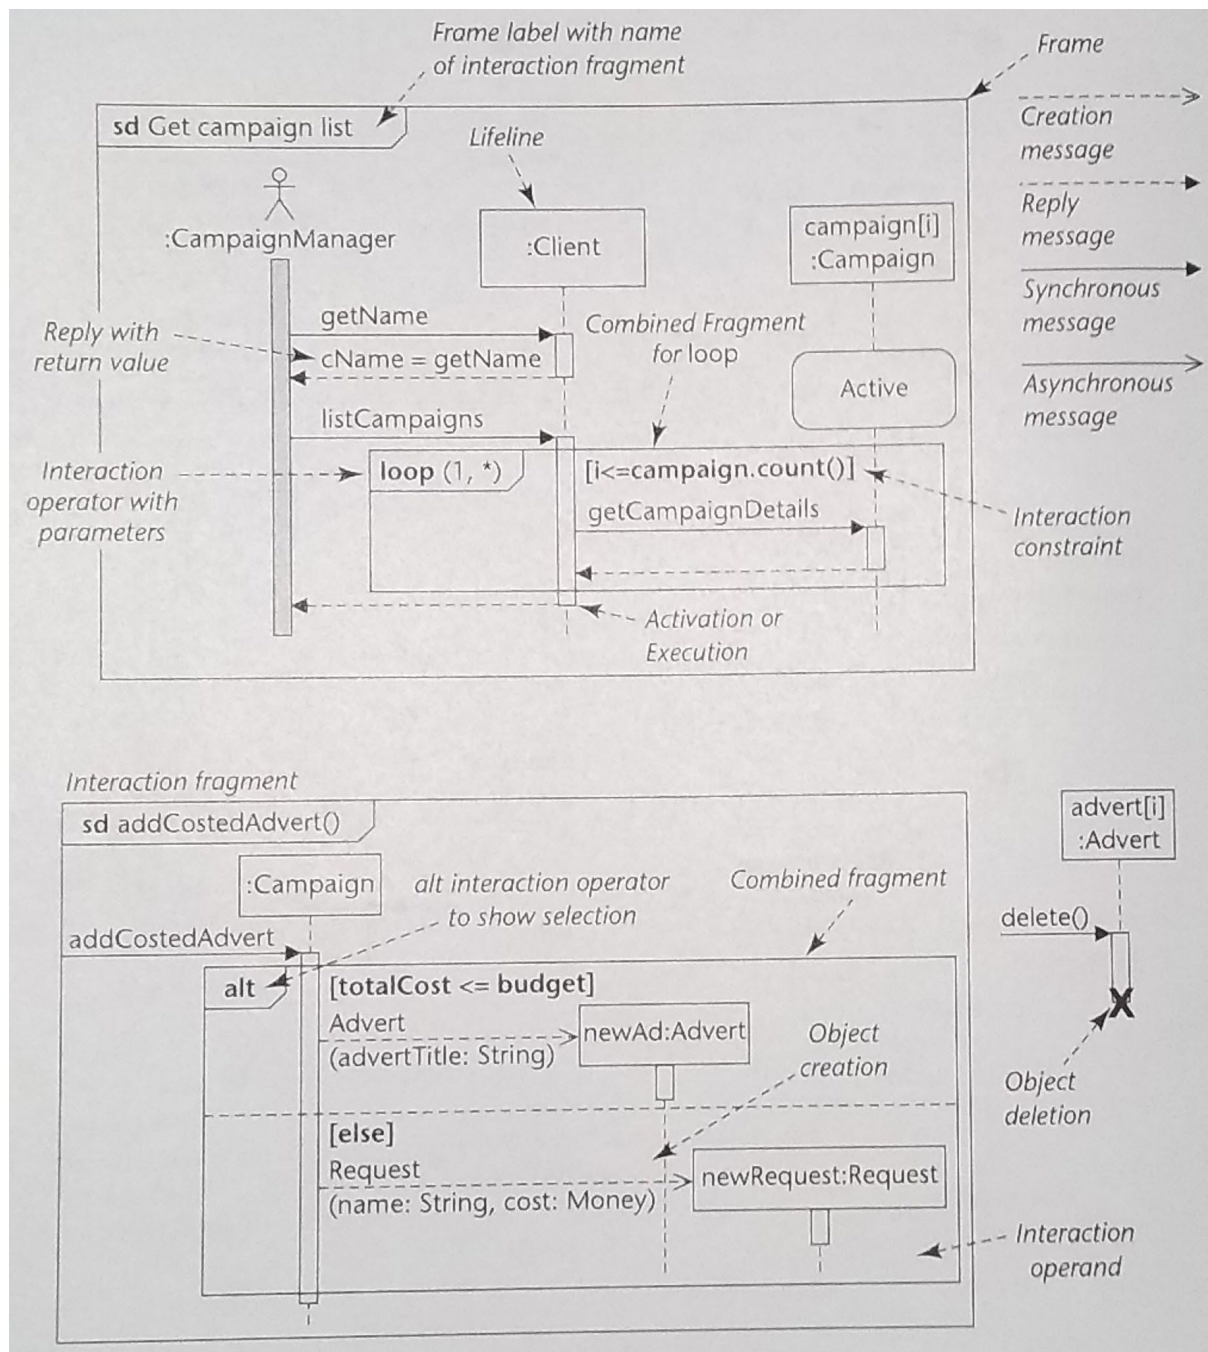 Frame label with name
of interaction fragment
Frame
sd Get campaign list
Lifeline
Creation
message
:CampaignManager
:Client
campaign[i]
:Campaign
Reply
message
getName
Combined Fragment
for loop
Synchronous
message
Reply with
return value
cName = getName
Active
Asynchronous
message
listCampaigns
Interaction
operator with
parameters
loop (1, *)
[i<=campaign.count()]
getCampaignDetails
Interaction
constraint
Activation or
Execution
Interaction fragment
sd addCostedAdvert()
advert[i]
:Advert
:Campaign
alt interaction operator
to show selection
Combined fragment
addCostedAdvert
delete()
alt
[totalCost <= budget]
Advert
(advertTitle: String)
newAd:Advert
Object
creation
Object
deletion
[else]
Request
(name: String, cost: Money)
newRequest:Request
Interaction
operand